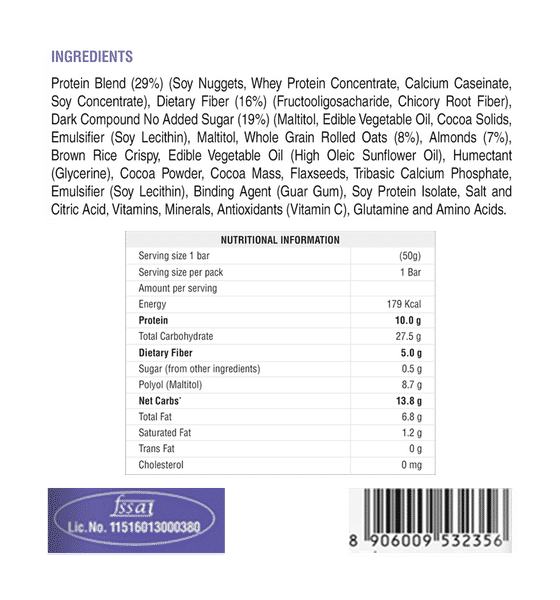 INGREDIENTS
Protein Blend (29%) (Soy Nuggets, Whey Protein Concentrate, Calcium Caseinate,
Soy Concentrate), Dietary Fiber (16%) (Fructooligosacharide, Chicory Root Fiber),
Dark Compound No Added Sugar (19%) (Maltitol, Edible Vegetable Oil, Cocoa Solids,
Emulsifier (Soy Lecithin), Maltitol, Whole Grain Rolled Oats (8%), Almonds (7%),
Brown Rice Crispy, Edible Vegetable Oil (High Oleic Sunflower Oil), Humectant
(Glycerine), Cocoa Powder, Cocoa Mass, Flaxseeds, Tribasic Calcium Phosphate,
Emulsifier (Soy Lecithin), Binding Agent (Guar Gum), Soy Protein Isolate, Salt and
Citric Acid, Vitamins, Minerals, Antioxidants (Vitamin C), Glutamine and Amino Acids.
NUTRITIONAL INFORMATION
Serving size 1 bar (50g)
Serving size per pack 1 Bar
Amount per serving
Energy 179 Kcal
Protein 10.0 g
Total Carbohydrate 27.5 g
Dietary Fiber 5.0 g
Sugar (from other ingredients) 0.5 g
Polyol (Maltitol) 8.7 g
Net Carbs* 13.8 g
Total Fat 6.8 g
Saturated Fat 1.2 g
Trans Fat 0 g
Cholesterol 0 mg
fssai
Lic.No. 11516013000380
8 906009 532356